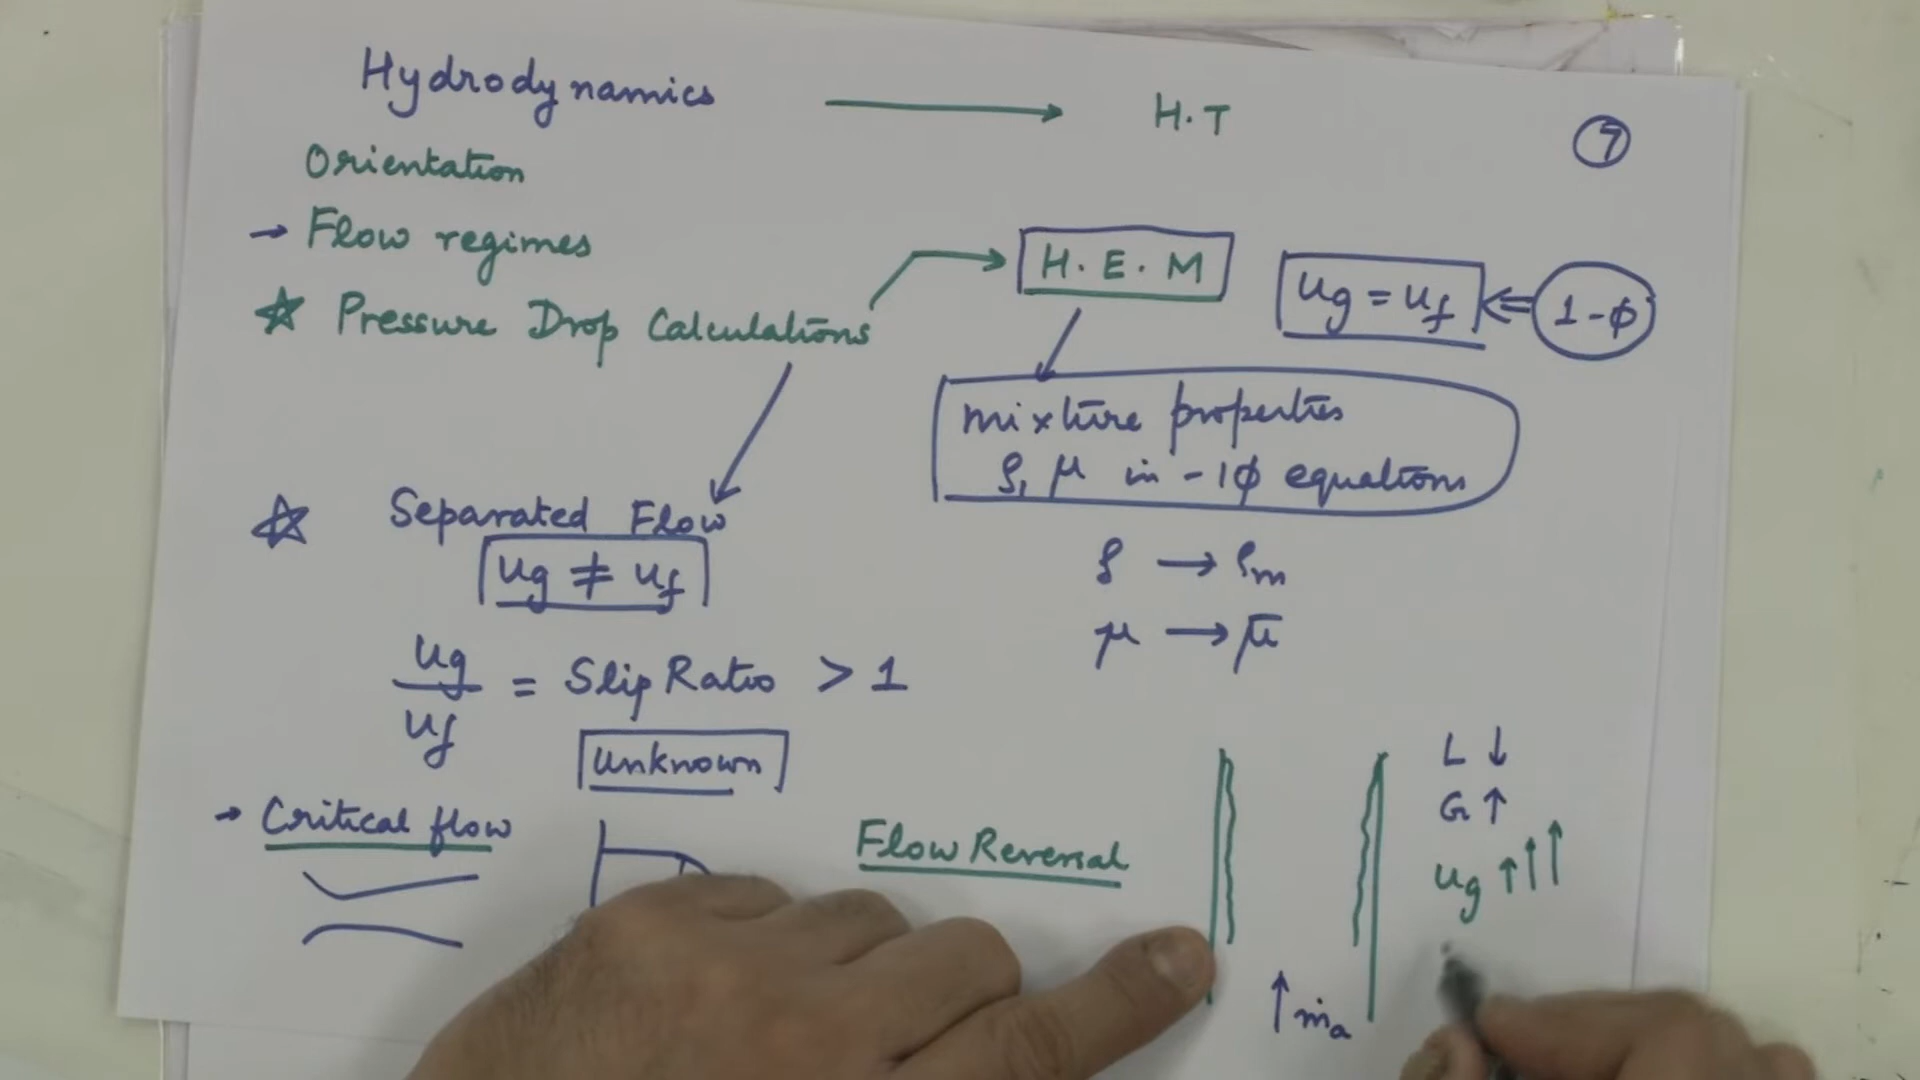 Hydrodynamics → H.T
⑦
Orientation
→ Flow regimes
☆ Pressure Drop Calculations
H.E.M
ug = uf ⇐ 1-ϕ
mixture properties
ρ, μ in -1ϕ equations
ρ → ρm
μ → μ̄
☆ Separated Flow
ug ≠ uf
ug/uf = Slip Ratio > 1
Unknown
→ Critical flow
Flow Reversal
L ↓
G ↑
ug ↑↑↑
↑ ṁa